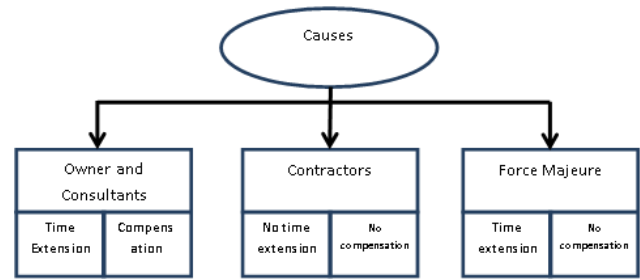 Causes
Owner and
Consultants
Contractors
Force Majeure
Time
Extension
Compens
ation
No time
extension
No
compensation
Time
extension
No
compensation